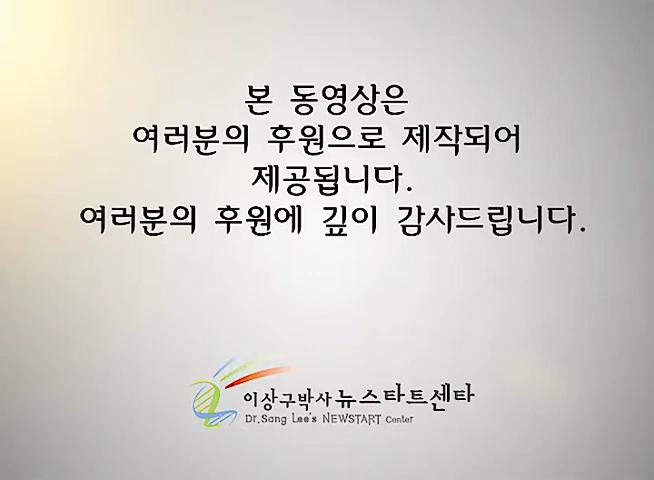 본 동영상은
여러분의 후원으로 제작되어
제공됩니다.
여러분의 후원에 깊이 감사드립니다.
이상구박사뉴스타트센타
Dr.Sang Lee's NEWSTART Center